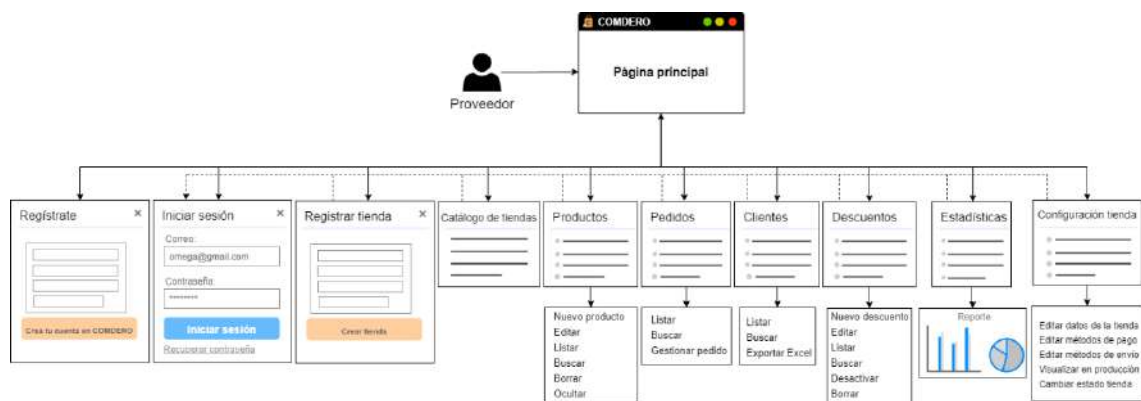 COMDERO
Página principal
Proveedor
Regístrate ×
Crea tu cuenta en COMDERO
Iniciar sesión ×
Correo:
omega@gmail.com
Contraseña
********
Iniciar sesión
Recuperar contraseña
Registrar tienda ×
Crear tienda
Catálogo de tiendas
Productos
Nuevo producto
Editar
Listar
Buscar
Borrar
Ocultar
Pedidos
Listar
Buscar
Gestionar pedido
Clientes
Listar
Buscar
Exportar Excel
Descuentos
Nuevo descuento
Editar
Listar
Buscar
Desactivar
Borrar
Estadísticas
Reporte
Configuración tienda
Editar datos de la tienda
Editar métodos de pago
Editar métodos de envío
Visualizar en producción
Cambiar estado tienda